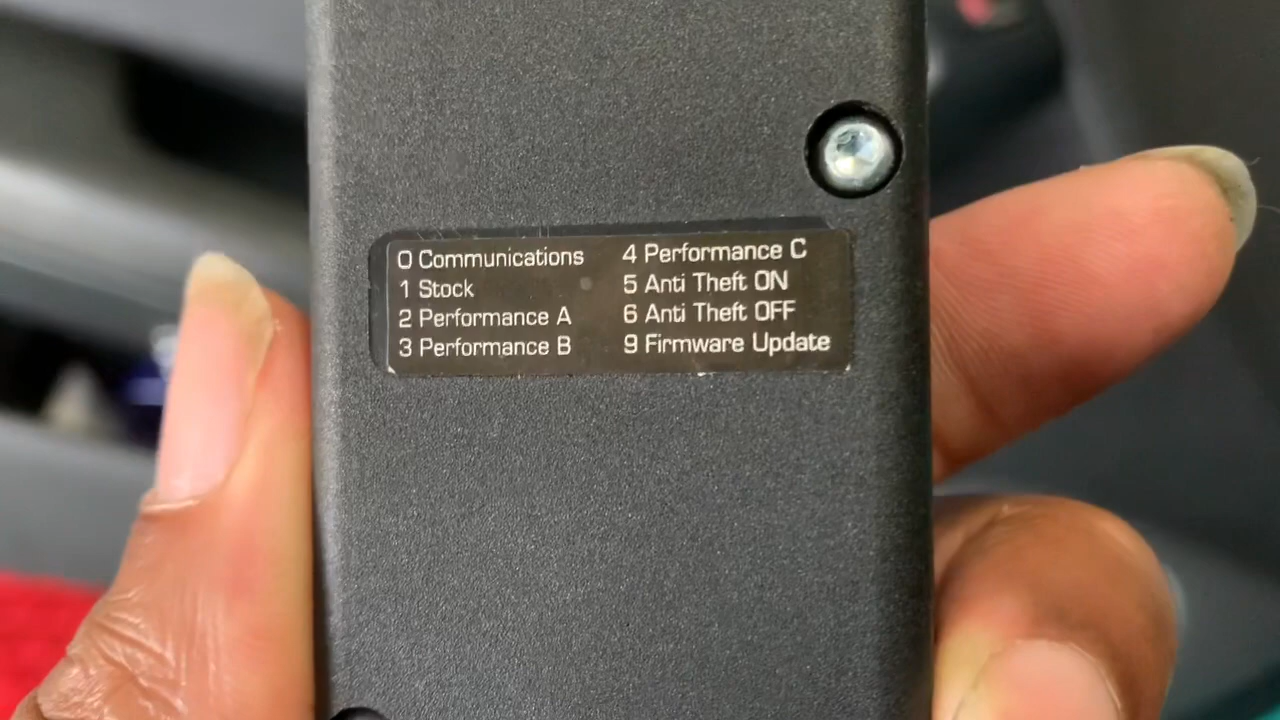 0 Communications
1 Stock
2 Performance A
3 Performance B
4 Performance C
5 Anti Theft ON
6 Anti Theft OFF
9 Firmware Update